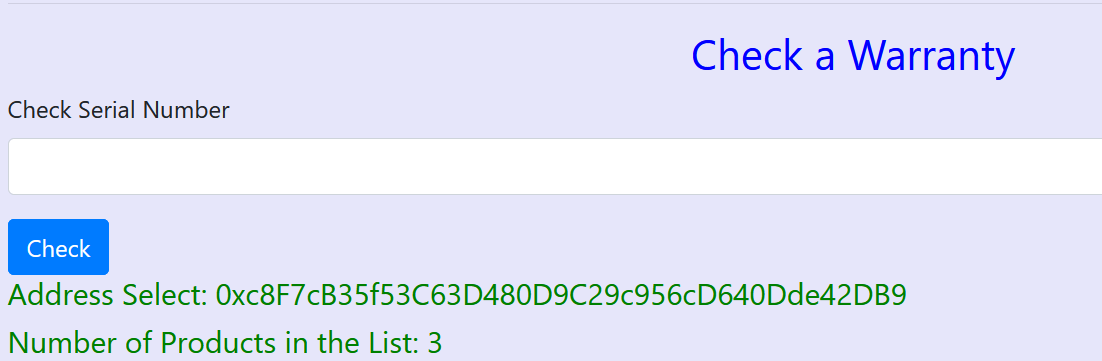 Check a Warranty
Check Serial Number
Check
Address Select: 0xc8F7cB35f53C63D480D9C29c956cD640Dde42DB9
Number of Products in the List: 3